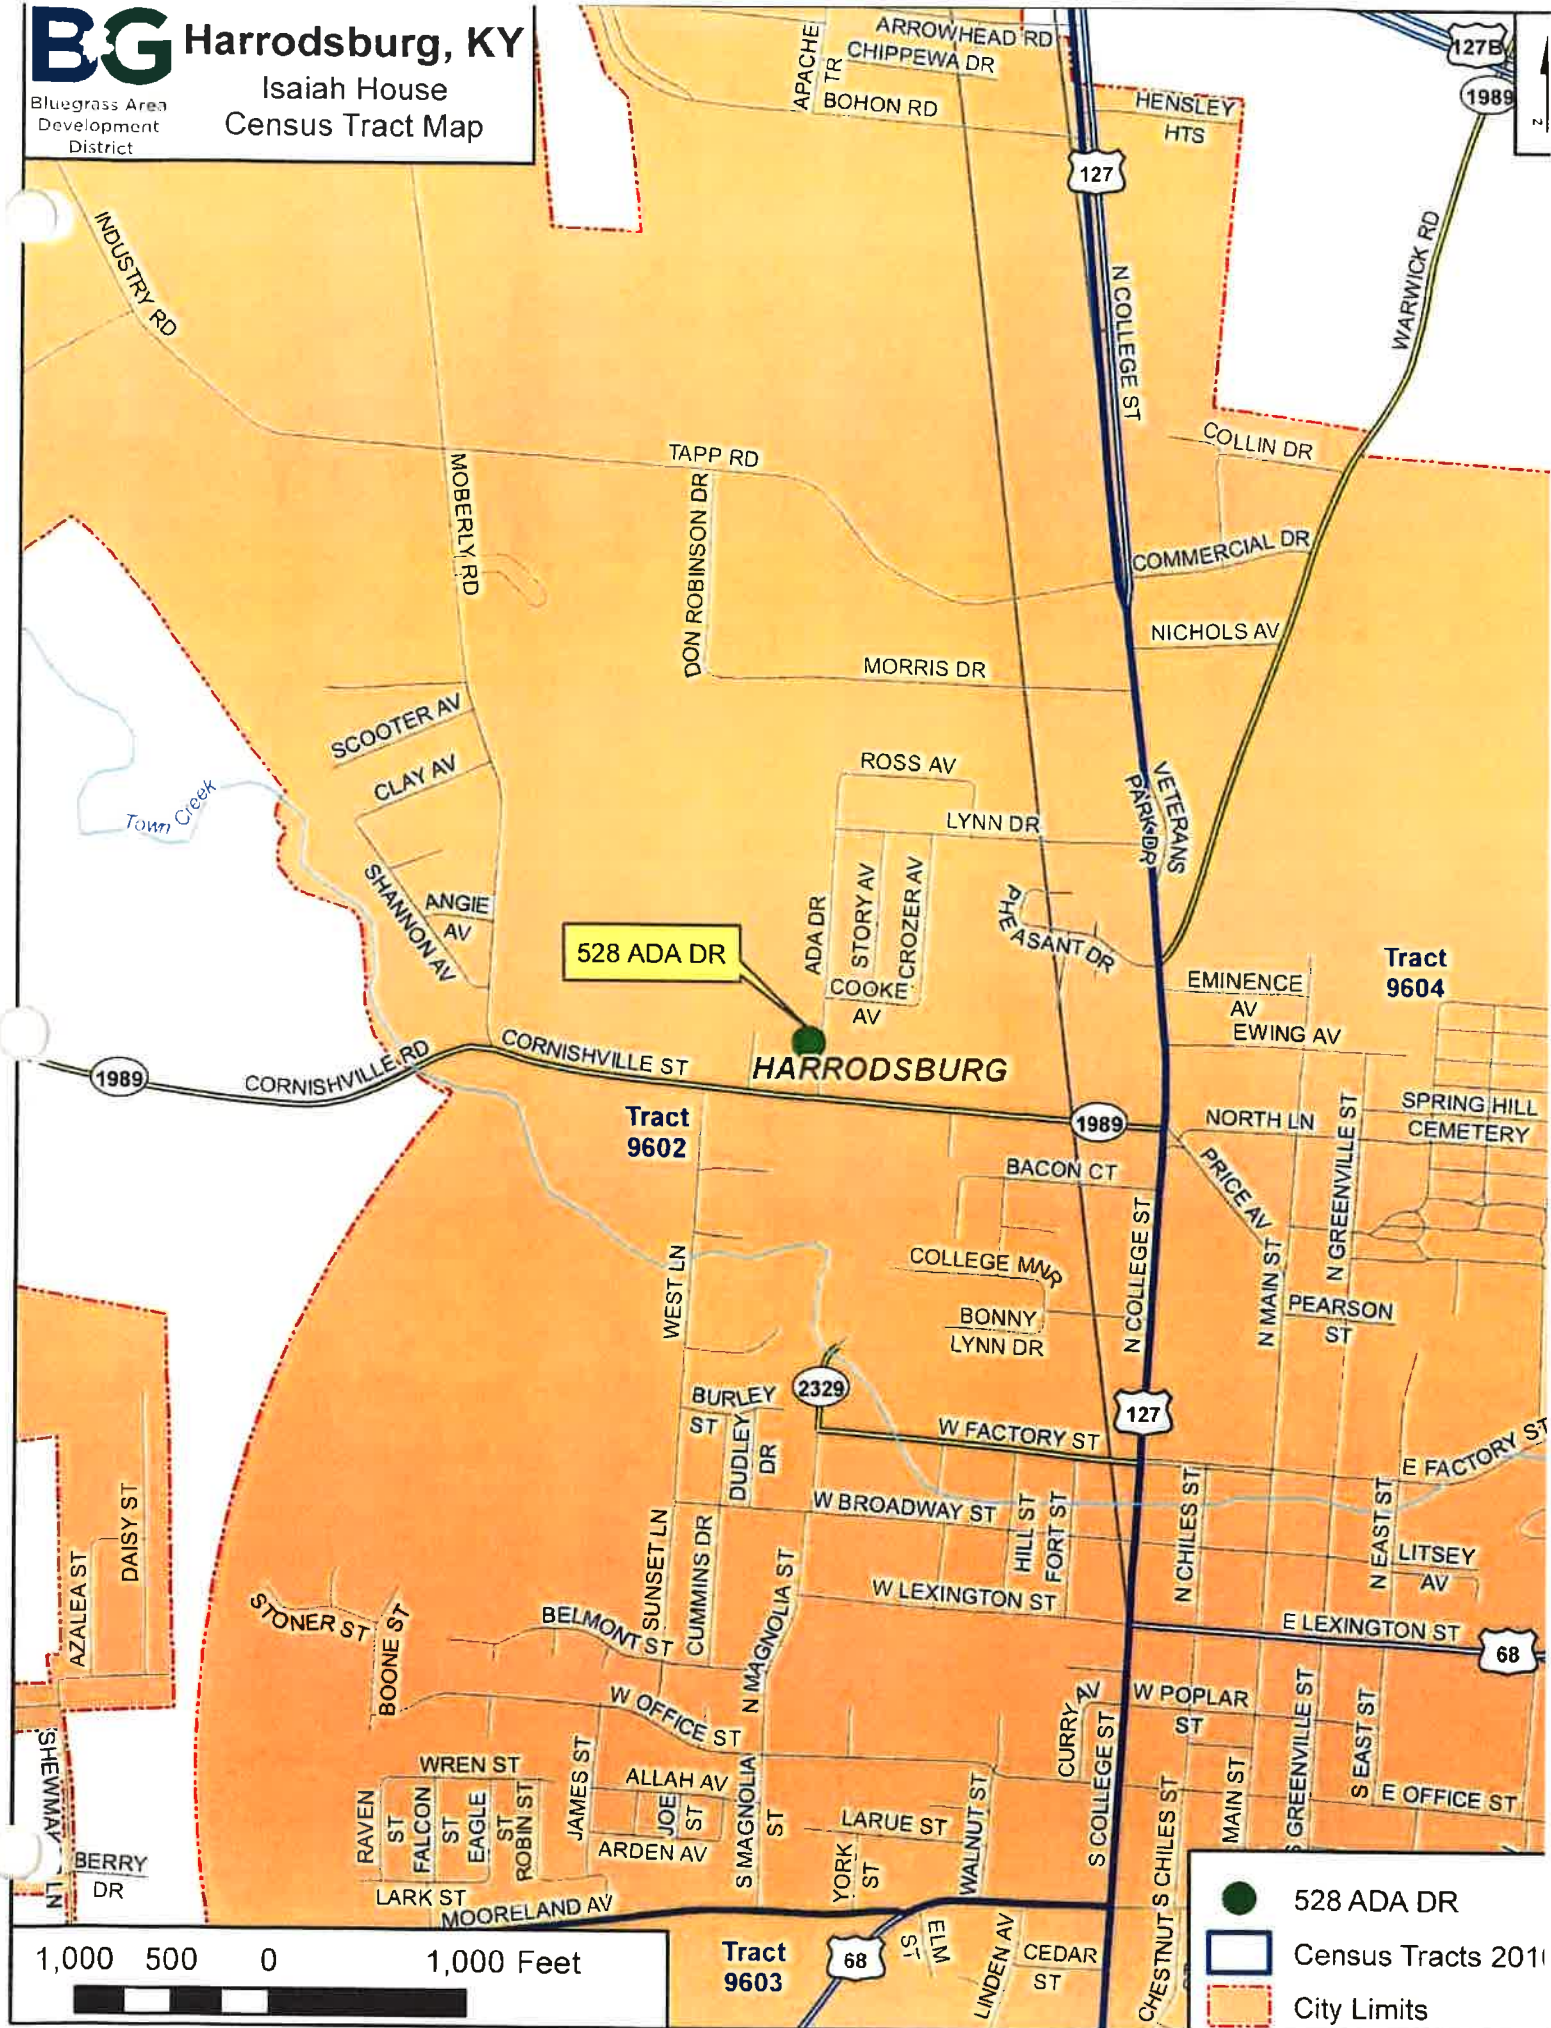 BG
Bluegrass Area
Development
District
Harrodsburg, KY
Isaiah House
Census Tract Map
ARROWHEAD RD
CHIPPEWA DR
APACHE
TR
BOHON RD
HENSLEY
HTS
127B
1989
127
N
INDUSTRY RD
N COLLEGE ST
WARWICK RD
COLLIN DR
TAPP RD
MOBERLY RD
DON ROBINSON DR
COMMERCIAL DR
NICHOLS AV
MORRIS DR
SCOOTER AV
CLAY AV
Town Creek
ROSS AV
LYNN DR
VETERANS
PARK DR
SHANNON AV
ANGIE
AV
ADA DR
STORY AV
CROZER AV
PHEASANT DR
528 ADA DR
COOKE
AV
Tract
9604
EMINENCE
AV
EWING AV
1989
CORNISHVILLE RD
CORNISHVILLE ST
HARRODSBURG
Tract
9602
1989
NORTH LN
SPRING HILL
CEMETERY
BACON CT
PRICE AV
N GREENVILLE ST
WEST LN
COLLEGE MNR
N COLLEGE ST
N MAIN ST
BONNY
LYNN DR
PEARSON
ST
BURLEY
ST
2329
127
DUDLEY
DR
W FACTORY ST
E FACTORY ST
DAISY ST
AZALEA ST
W BROADWAY ST
HILL ST
FORT ST
N CHILES ST
N EAST ST
LITSEY
AV
SUNSET LN
CUMMINS DR
N MAGNOLIA ST
W LEXINGTON ST
STONER ST
BOONE ST
BELMONT ST
E LEXINGTON ST
68
W OFFICE ST
CURRY AV
W POPLAR
ST
S COLLEGE ST
S GREENVILLE ST
S EAST ST
SHEWMAKER LN
WREN ST
JAMES ST
ALLAH AV
RAVEN
ST
FALCON
ST
EAGLE
ST
ROBIN ST
JOE
ST
S MAGNOLIA
ST
LARUE ST
WALNUT ST
S CHILES ST
MAIN ST
E OFFICE ST
BERRY
DR
ARDEN AV
YORK
ST
LARK ST
MOORELAND AV
1,000 500 0 1,000 Feet
Tract
9603
68
ELM
ST
LINDEN AV
CEDAR
ST
CHESTNUT
528 ADA DR
Census Tracts 201
City Limits